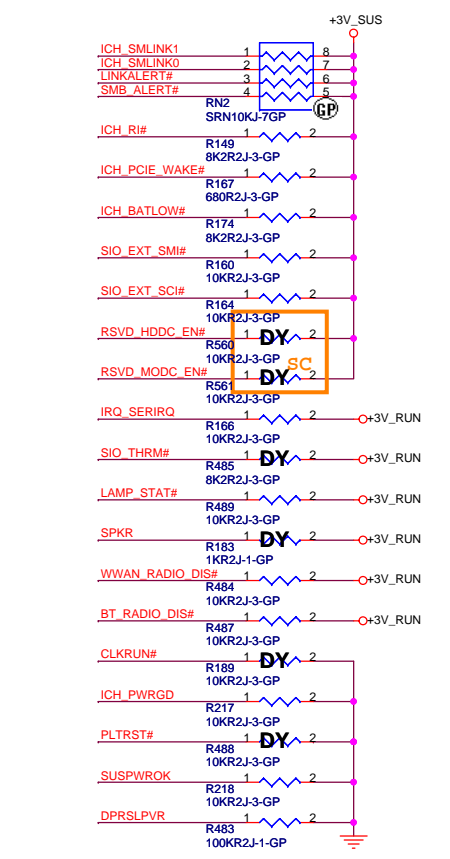 +3V_SUS
ICH_SMLINK1 1 8
ICH_SMLINK0 2 7
LINKALERT# 3 6
SMB_ALERT# 4 5
RN2 GP
SRN10KJ-7GP
ICH_RI# 1 2
R149
8K2R2J-3-GP
ICH_PCIE_WAKE# 1 2
R167
680R2J-3-GP
ICH_BATLOW# 1 2
R174
8K2R2J-3-GP
SIO_EXT_SMI# 1 2
R160
10KR2J-3-GP
SIO_EXT_SCI# 1 2
R164
10KR2J-3-GP
RSVD_HDDC_EN# 1 DY 2
R560
10KR2J-3-GP SC
RSVD_MODC_EN# 1 DY 2
R561
10KR2J-3-GP
IRQ_SERIRQ 1 2 +3V_RUN
R166
10KR2J-3-GP
SIO_THRM# 1 DY 2 +3V_RUN
R485
8K2R2J-3-GP
LAMP_STAT# 1 2 +3V_RUN
R489
10KR2J-3-GP
SPKR 1 DY 2 +3V_RUN
R183
1KR2J-1-GP
WWAN_RADIO_DIS# 1 2 +3V_RUN
R484
10KR2J-3-GP
BT_RADIO_DIS# 1 2 +3V_RUN
R487
10KR2J-3-GP
CLKRUN# 1 DY 2
R189
10KR2J-3-GP
ICH_PWRGD 1 2
R217
10KR2J-3-GP
PLTRST# 1 DY 2
R488
10KR2J-3-GP
SUSPWROK 1 2
R218
10KR2J-3-GP
DPRSLPVR 1 2
R483
100KR2J-1-GP